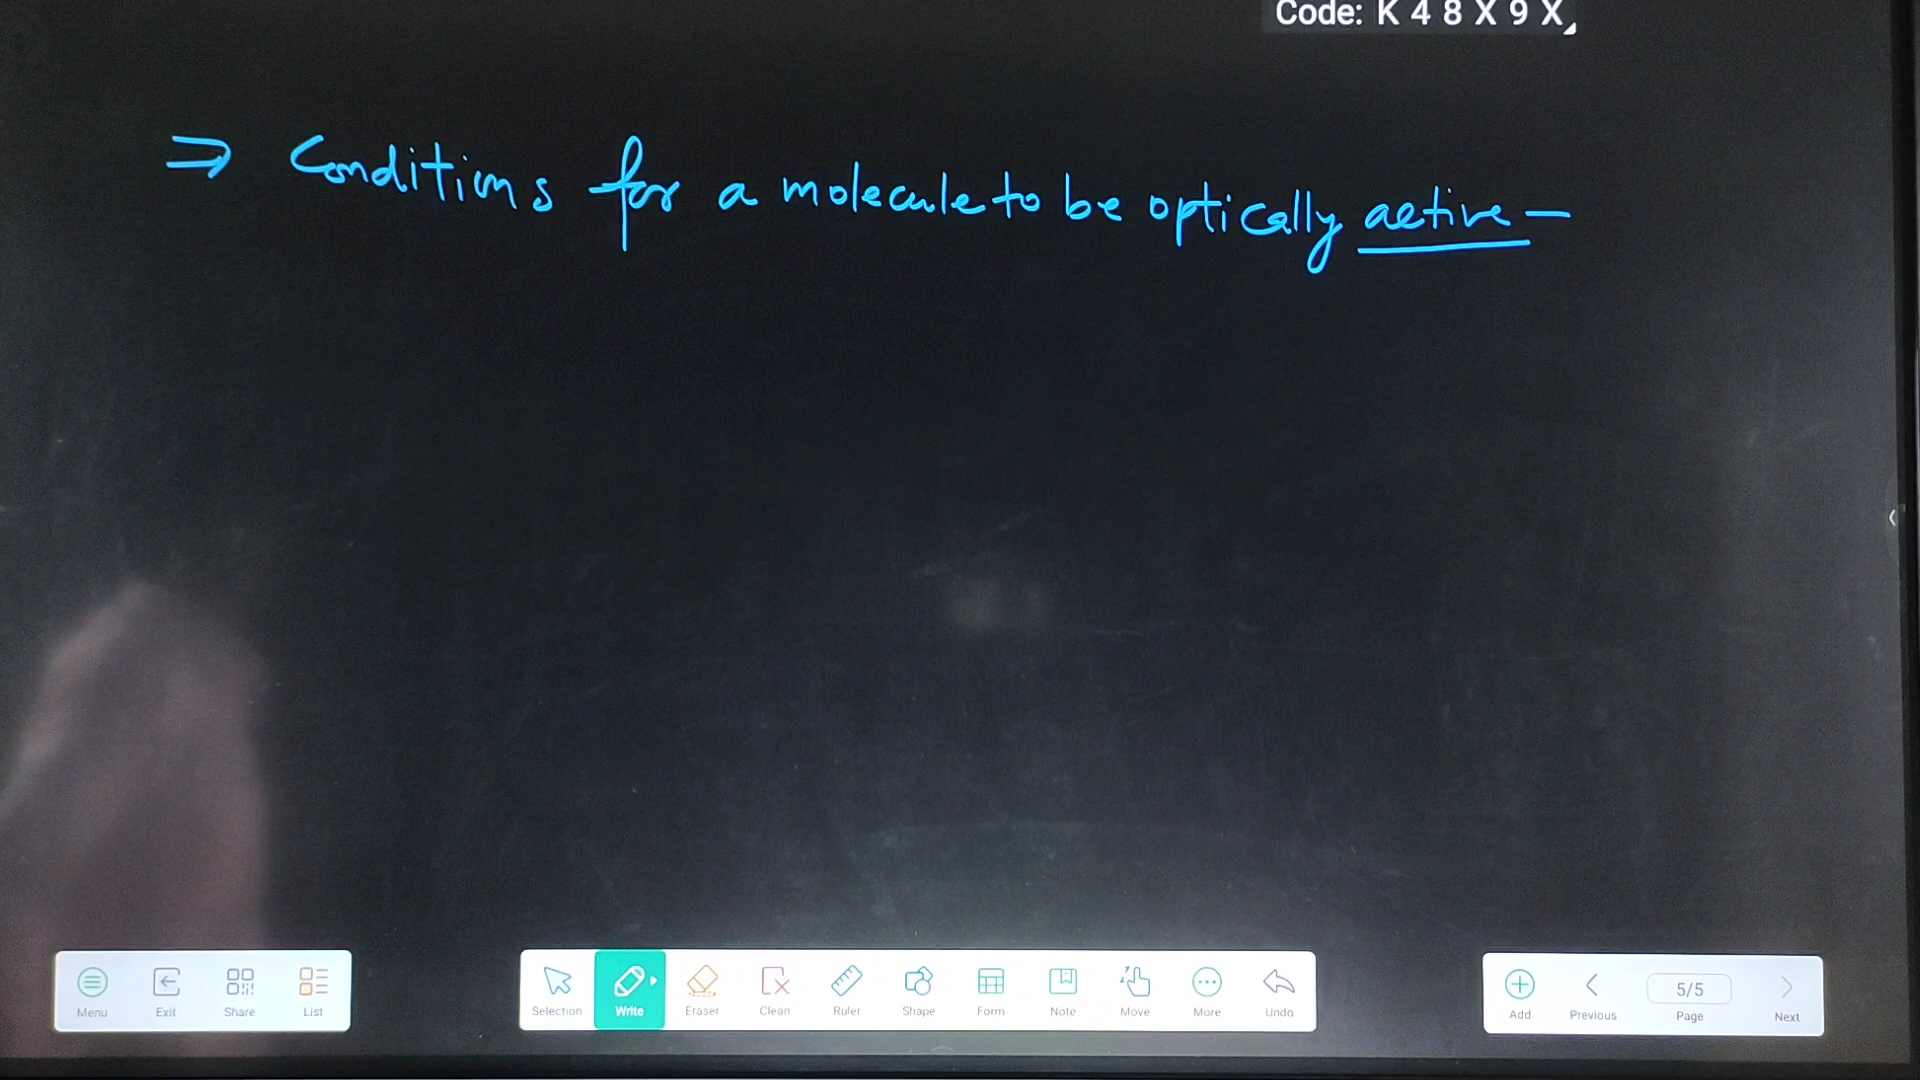 Code: K 4 8 X 9 X
⇒ Conditions for a molecule to be optically active —
Menu Exit Share List
Selection Write Eraser Clean Ruler Shape Form Note Move More Undo
5/5
Add Previous Page Next